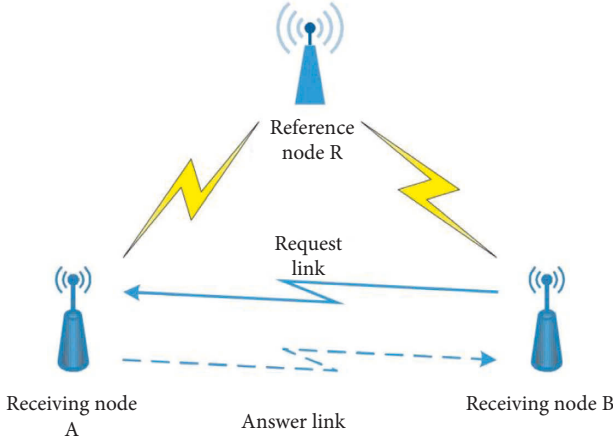 Reference
node R
Request
link
Receiving node
A
Receiving node B
Answer link